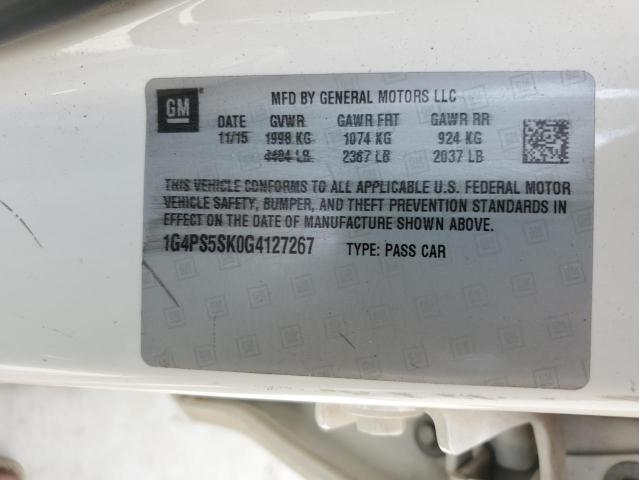 GM
MFD BY GENERAL MOTORS LLC
DATE GVWR GAWR FRT GAWR RR
11/15 1998 KG 1074 KG 924 KG
4404 LB 2367 LB 2037 LB
THIS VEHICLE CONFORMS TO ALL APPLICABLE U.S. FEDERAL MOTOR
VEHICLE SAFETY, BUMPER, AND THEFT PREVENTION STANDARDS IN
EFFECT ON THE DATE OF MANUFACTURE SHOWN ABOVE.
1G4PS5SK0G4127267 TYPE: PASS CAR